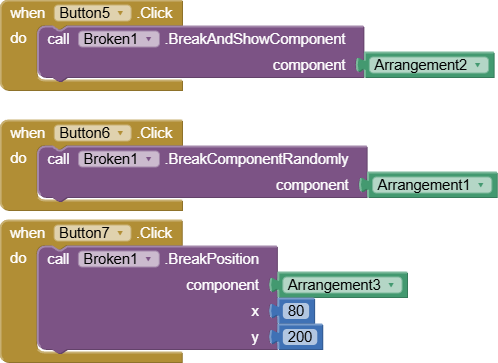 when Button5 .Click
do call Broken1 .BreakAndShowComponent
component Arrangement2
when Button6 .Click
do call Broken1 .BreakComponentRandomly
component Arrangement1
when Button7 .Click
do call Broken1 .BreakPosition
component Arrangement3
x 80
y 200